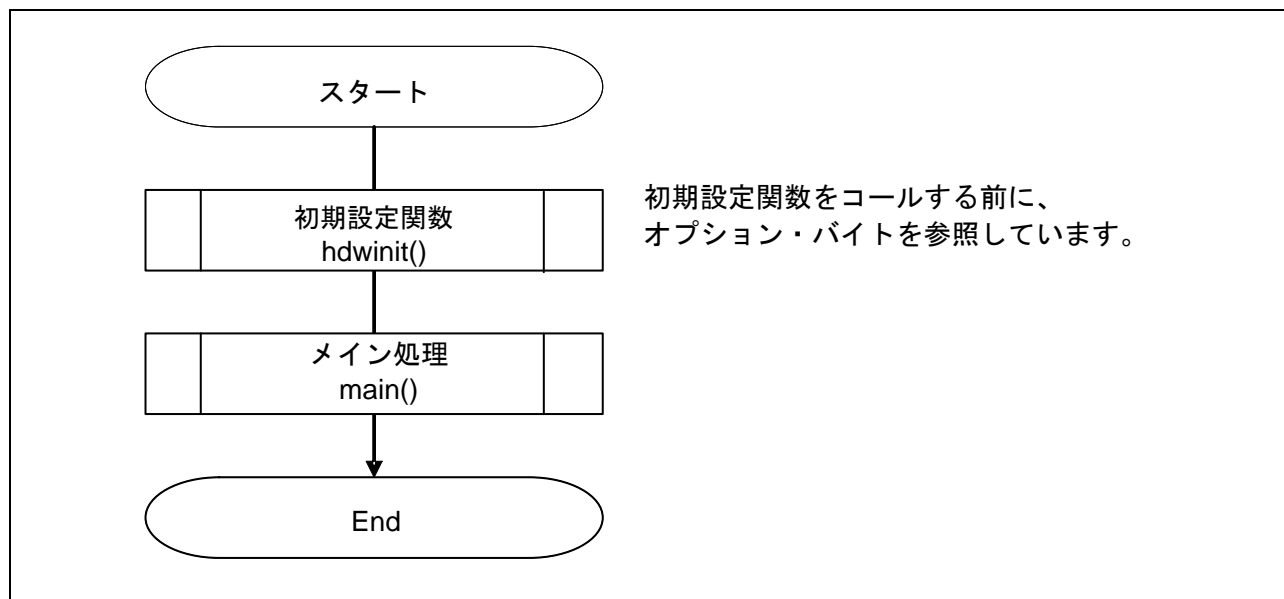 スタート
初期設定関数
hdwinit()
初期設定関数をコールする前に、
オプション・バイトを参照しています。
メイン処理
main()
End